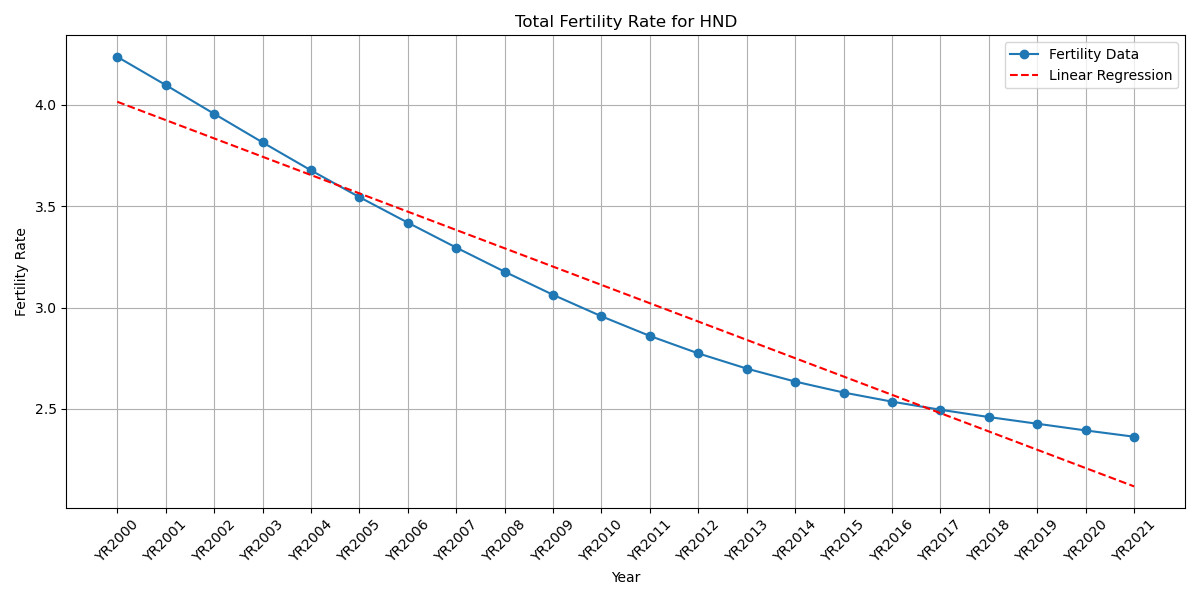 Total Fertility Rate for HND
Fertility Data
Linear Regression
Fertility Rate
4.0
3.5
3.0
2.5
YR2000
YR2001
YR2002
YR2003
YR2004
YR2005
YR2006
YR2007
YR2008
YR2009
YR2010
YR2011
YR2012
YR2013
YR2014
YR2015
YR2016
YR2017
YR2018
YR2019
YR2020
YR2021
Year